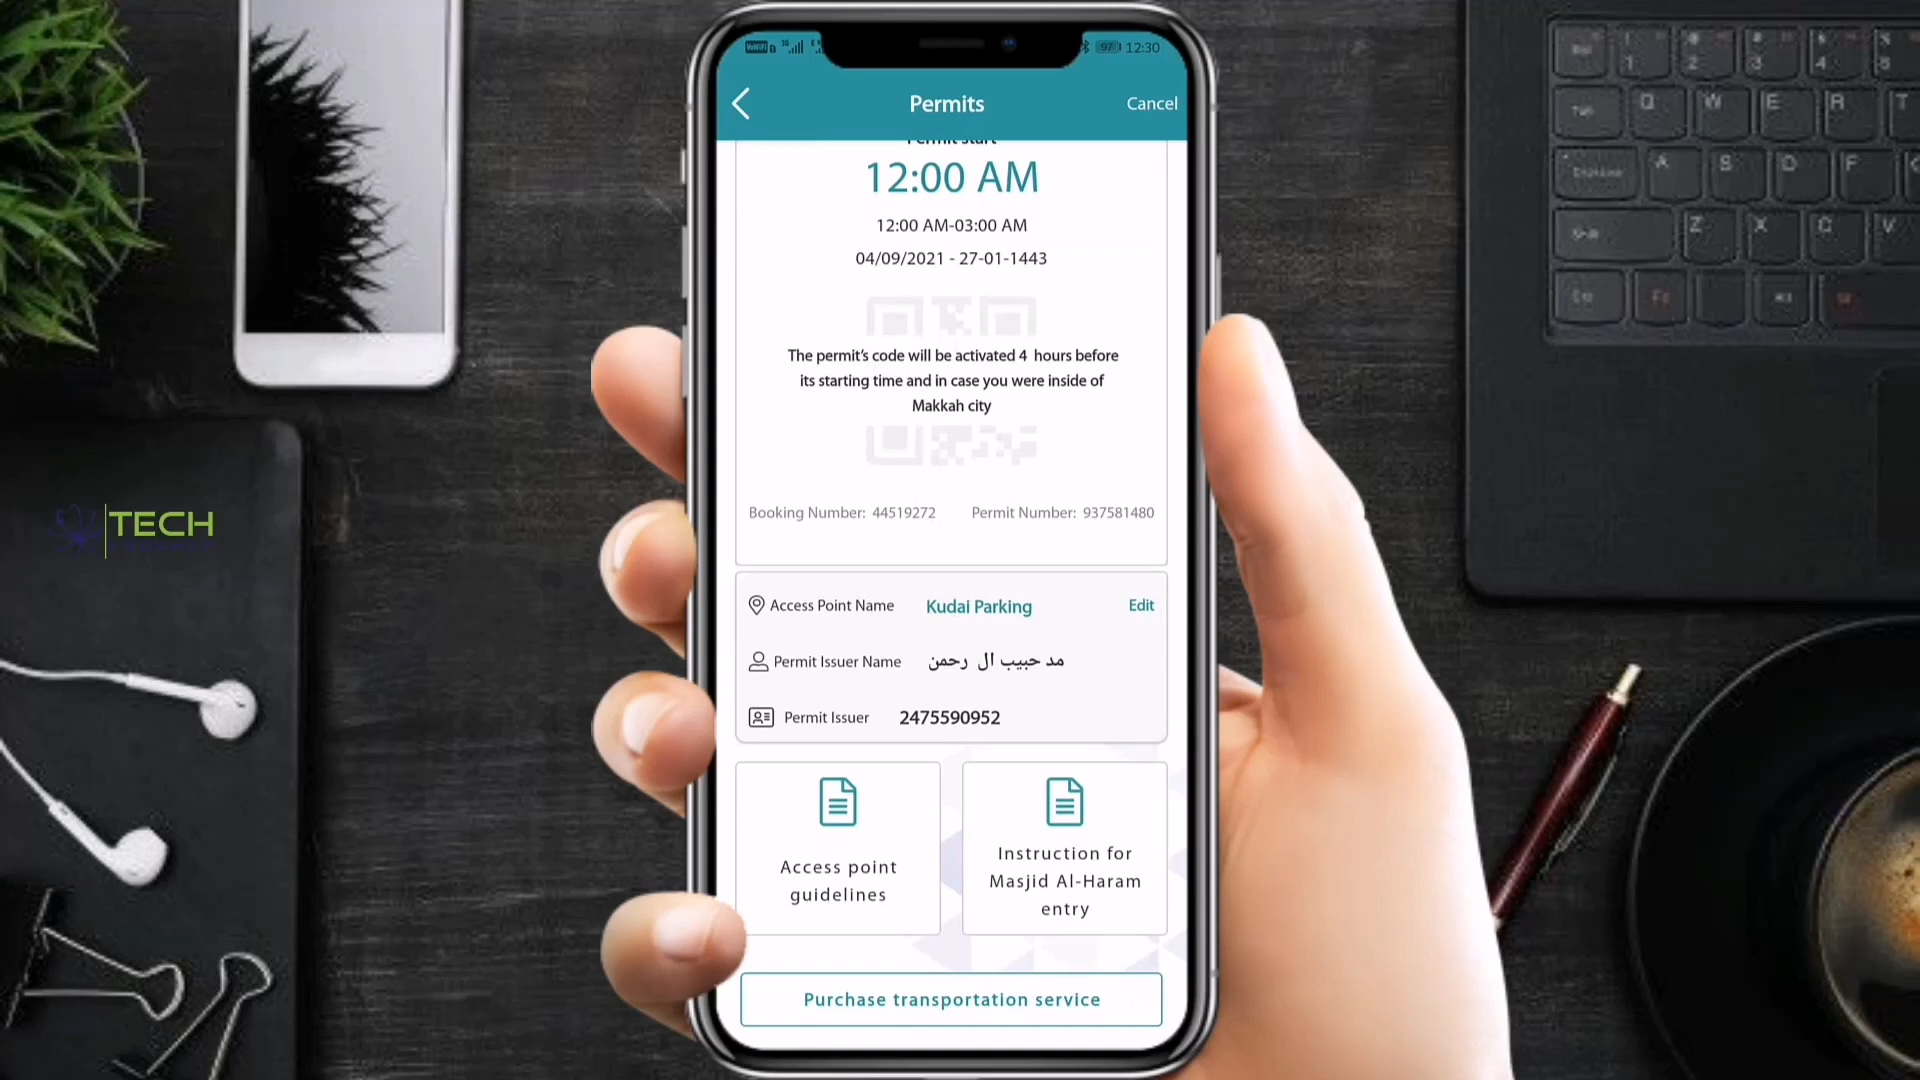 12:30
97
Permits
Cancel
Permit start
12:00 AM
12:00 AM-03:00 AM
04/09/2021 - 27-01-1443
The permit's code will be activated 4 hours before
its starting time and in case you were inside of
Makkah city
Booking Number: 44519272
Permit Number: 937581480
Access Point Name
Kudai Parking
Edit
Permit Issuer Name
مد حبيب ال رحمن
Permit Issuer
2475590952
Access point
guidelines
Instruction for
Masjid Al-Haram
entry
Purchase transportation service
TECH